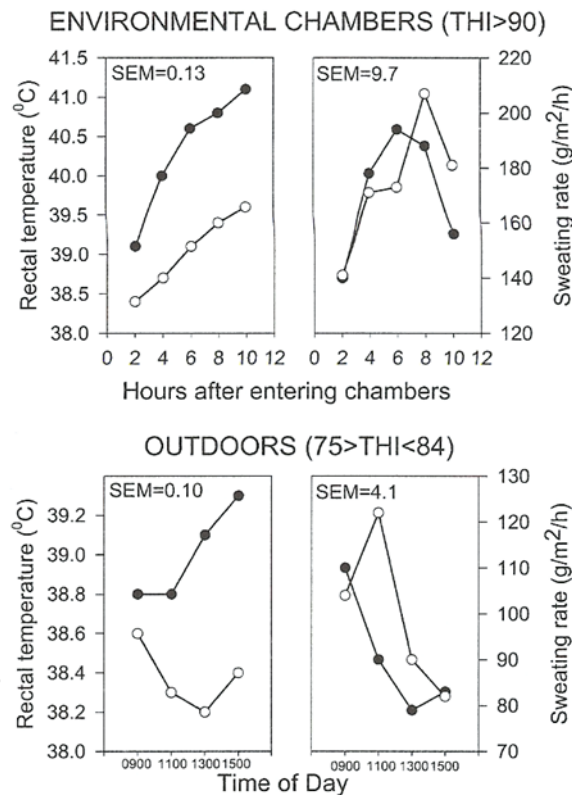 ENVIRONMENTAL CHAMBERS (THI>90)
SEM=0.13
SEM=9.7
Rectal temperature (⁰C)
41.5
41.0
40.5
40.0
39.5
39.0
38.5
38.0
220
200
180
160
140
120
Sweating rate (g/m²/h)
0 2 4 6 8 10 12
0 2 4 6 8 10 12
Hours after entering chambers
OUTDOORS (75>THI<84)
SEM=0.10
SEM=4.1
Rectal temperature (⁰C)
39.2
39.0
38.8
38.6
38.4
38.2
38.0
130
120
110
100
90
80
70
Sweating rate (g/m²/h)
0900 1100 1300 1500
0900 1100 1300 1500
Time of Day